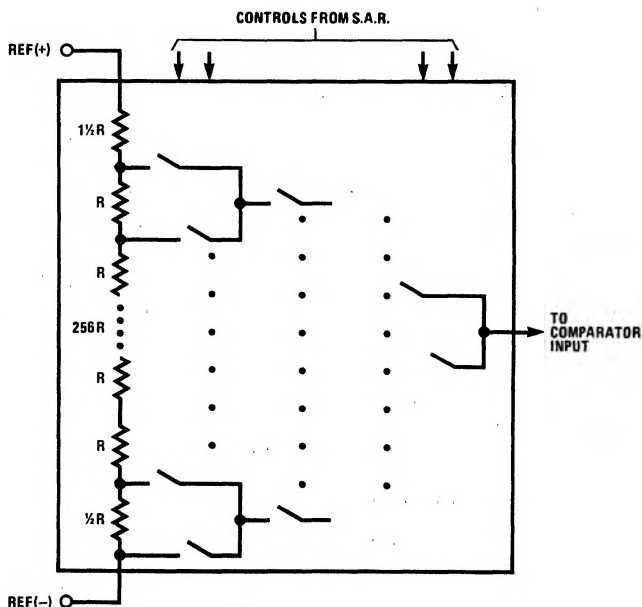 CONTROLS FROM S.A.R.
REF(+)
1½R
R
R
256R
R
R
½R
TO
COMPARATOR
INPUT
REF(−)